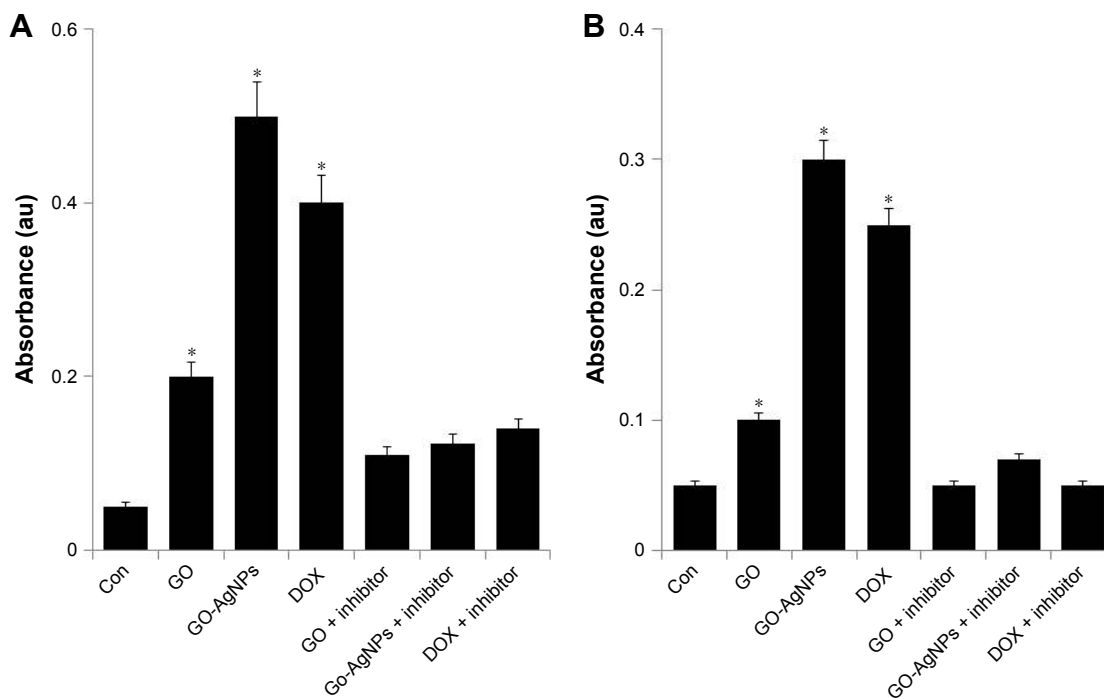 A
Absorbance (au)
0.6
0.4
0.2
0
*
*
*
Con
GO
GO-AgNPs
DOX
GO + inhibitor
Go-AgNPs + inhibitor
DOX + inhibitor
B
Absorbance (au)
0.4
0.3
0.2
0.1
0
*
*
*
Con
GO
GO-AgNPs
DOX
GO + inhibitor
GO-AgNPs + inhibitor
DOX + inhibitor